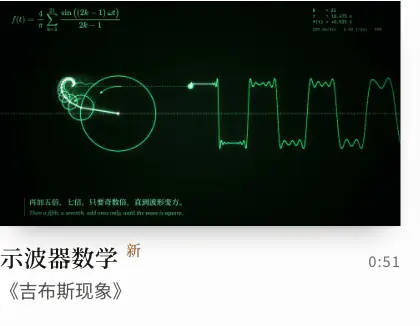 f(t) = 4/π ∑ k=1 21 sin ((2k − 1) ωt) / 2k − 1
再加五倍，七倍，只要奇数倍，直到波形变方。
Then a fifth, a seventh, odd ones only, until the wave is square.
示波器数学 新
0:51
《吉布斯现象》